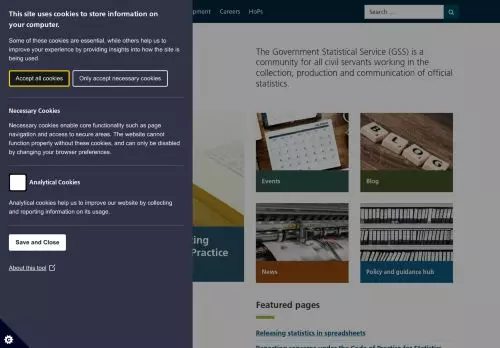 This site uses cookies to store information on
your computer.
Some of these cookies are essential, while others help us to
improve your experience by providing insights into how the site is
being used.
Accept all cookies
Only accept necessary cookies
Necessary Cookies
Necessary cookies enable core functionality such as page
navigation and access to secure areas. The website cannot
function properly without these cookies, and can only be disabled
by changing your browser preferences.
Analytical Cookies
Analytical cookies help us to improve our website by collecting
and reporting information on its usage.
Save and Close
About this tool
Careers
HoPs
Search ...
The Government Statistical Service (GSS) is a
community for all civil servants working in the
collection, production and communication of official
statistics.
BLOG
Events
Blog
Practice
News
Policy and guidance hub
Featured pages
Releasing statistics in spreadsheets